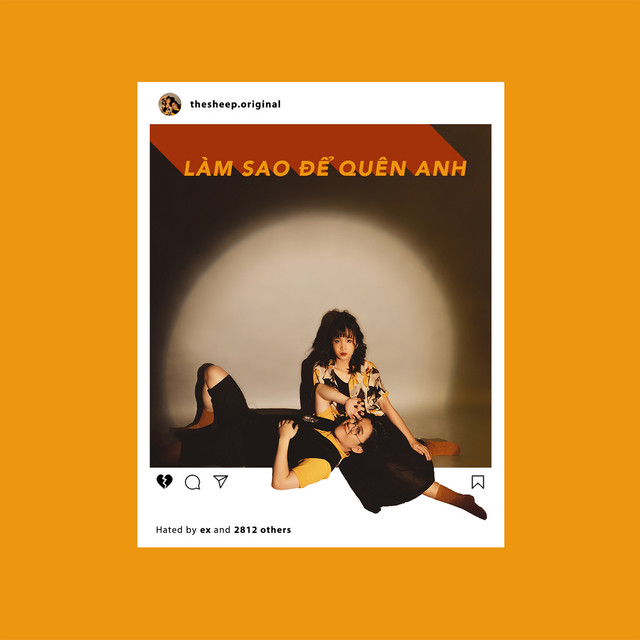 thesheep.original
LÀM SAO ĐỂ QUÊN ANH
Hated by ex and 2812 others